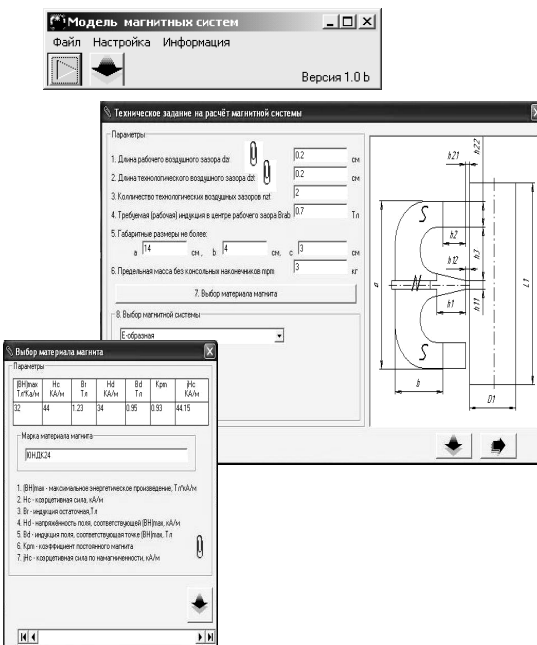 Модель магнитных систем
Файл Настройка Информация
Версия 1.0 b
Техническое задание на расчёт магнитной системы
Параметры
1. Длина рабочего воздушного зазора dzr 0.2 см
2. Длина технологического воздушного зазора dzt 0.2 см
3. Колличество технологических воздушных зазоров nzt 2
4. Требуемая (рабочая) индукция в центре рабочего заора Brab 0.7 Тл
5. Габаритные размеры не более:
a 14 см, b 4 см, c 3 см
6. Предельная масса без консольных наконечников mpm 3 кг
7. Выбор материала магнита
8. Выбор магнитной системы
Е-образная
h21 h22
S h2
h12 h3
a N L1
h1 h11
S
b D1
Выбор материала магнита
Параметры
(BH)max Тл*Ка/м Hc КА/м Br Тл Hd КА/м Bd Тл Kpm jHc КА/м
32 44 1.23 34 0.95 0.93 44.15
Марка материала магнита
ЮНДК24
1. (BH)max - максимальное энергетическое произведение, Тл*кА/м
2. Hc - коэрцетивная сила, кА/м
3. Br - индукция остаточная,Тл
4. Hd - напряжённость поля, соответствующей (BH)max, кА/м
5. Bd - индукция поля, соответствующая точке (BH)max, Тл
6. Kpm - коэффициент постоянного магнита
7. jHc - коэрцетивная сила по намагниченности, кА/м